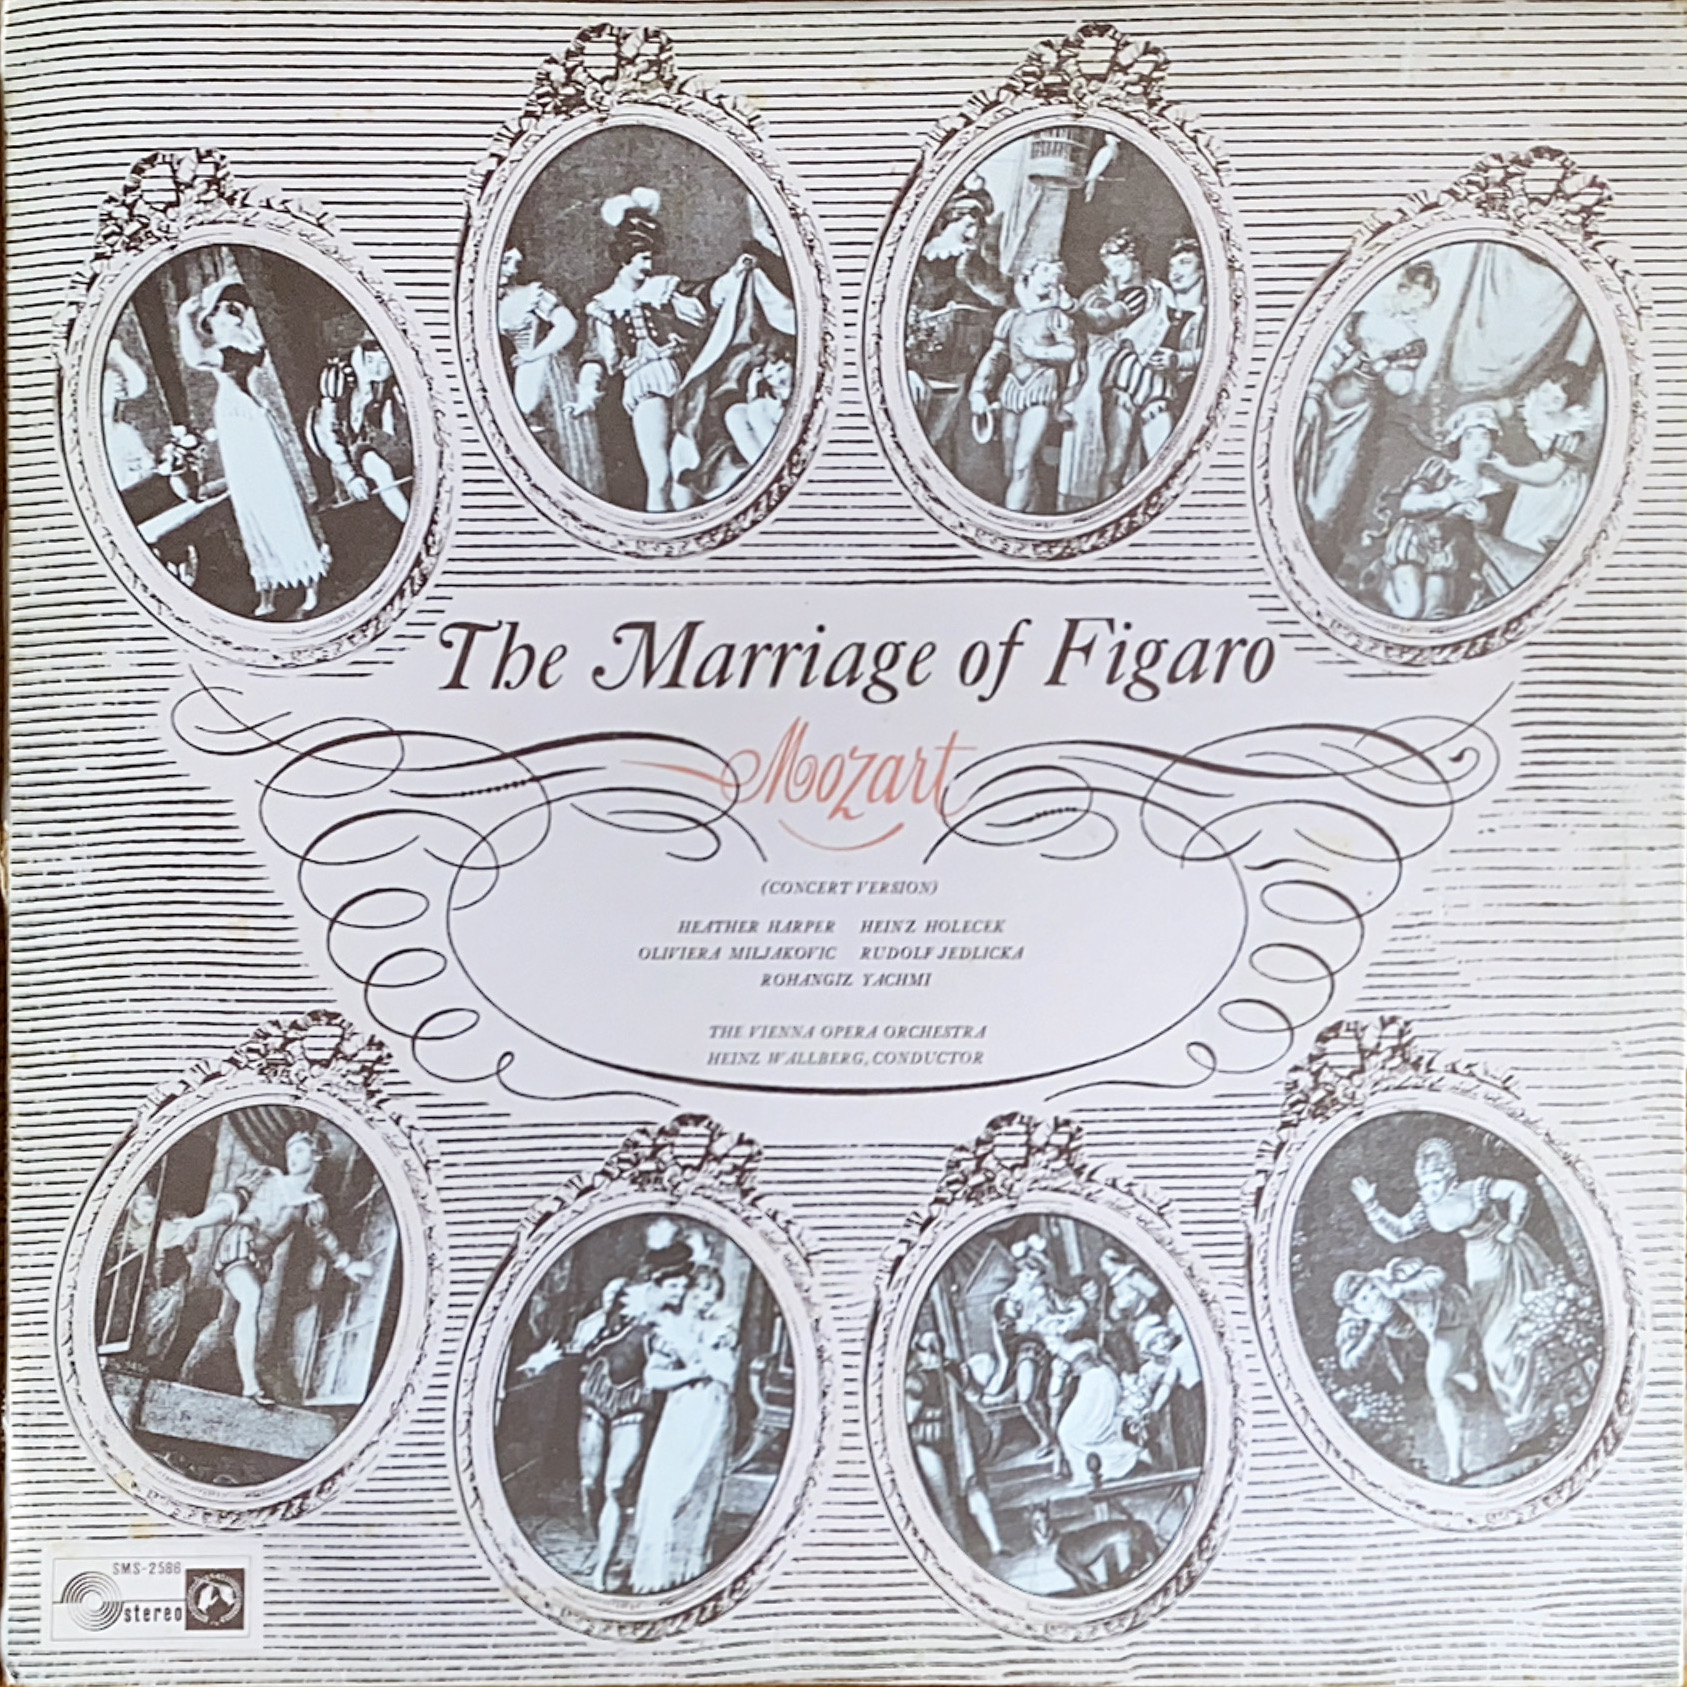 The Marriage of Figaro
Mozart
(CONCERT VERSION)
HEATHER HARPER HEINZ HOLECEK
OLIVIERA MILJAKOVIC RUDOLF JEDLICKA
ROHANGIZ YACHMI
THE VIENNA OPERA ORCHESTRA
HEINZ WALLBERG, CONDUCTOR
SMS-2586
stereo